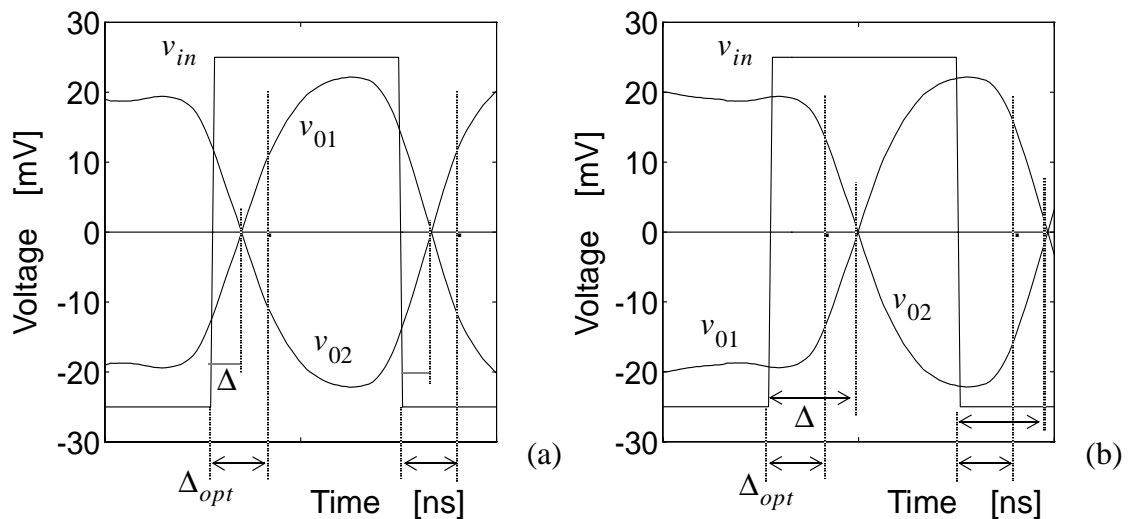 30
20
10
0
-10
-20
-30
Voltage [mV]
v_in
v_01
v_02
Δ
Δ_opt
Time [ns]
(a)
30
20
10
0
-10
-20
-30
Voltage [mV]
v_in
v_01
v_02
Δ
Δ_opt
Time [ns]
(b)